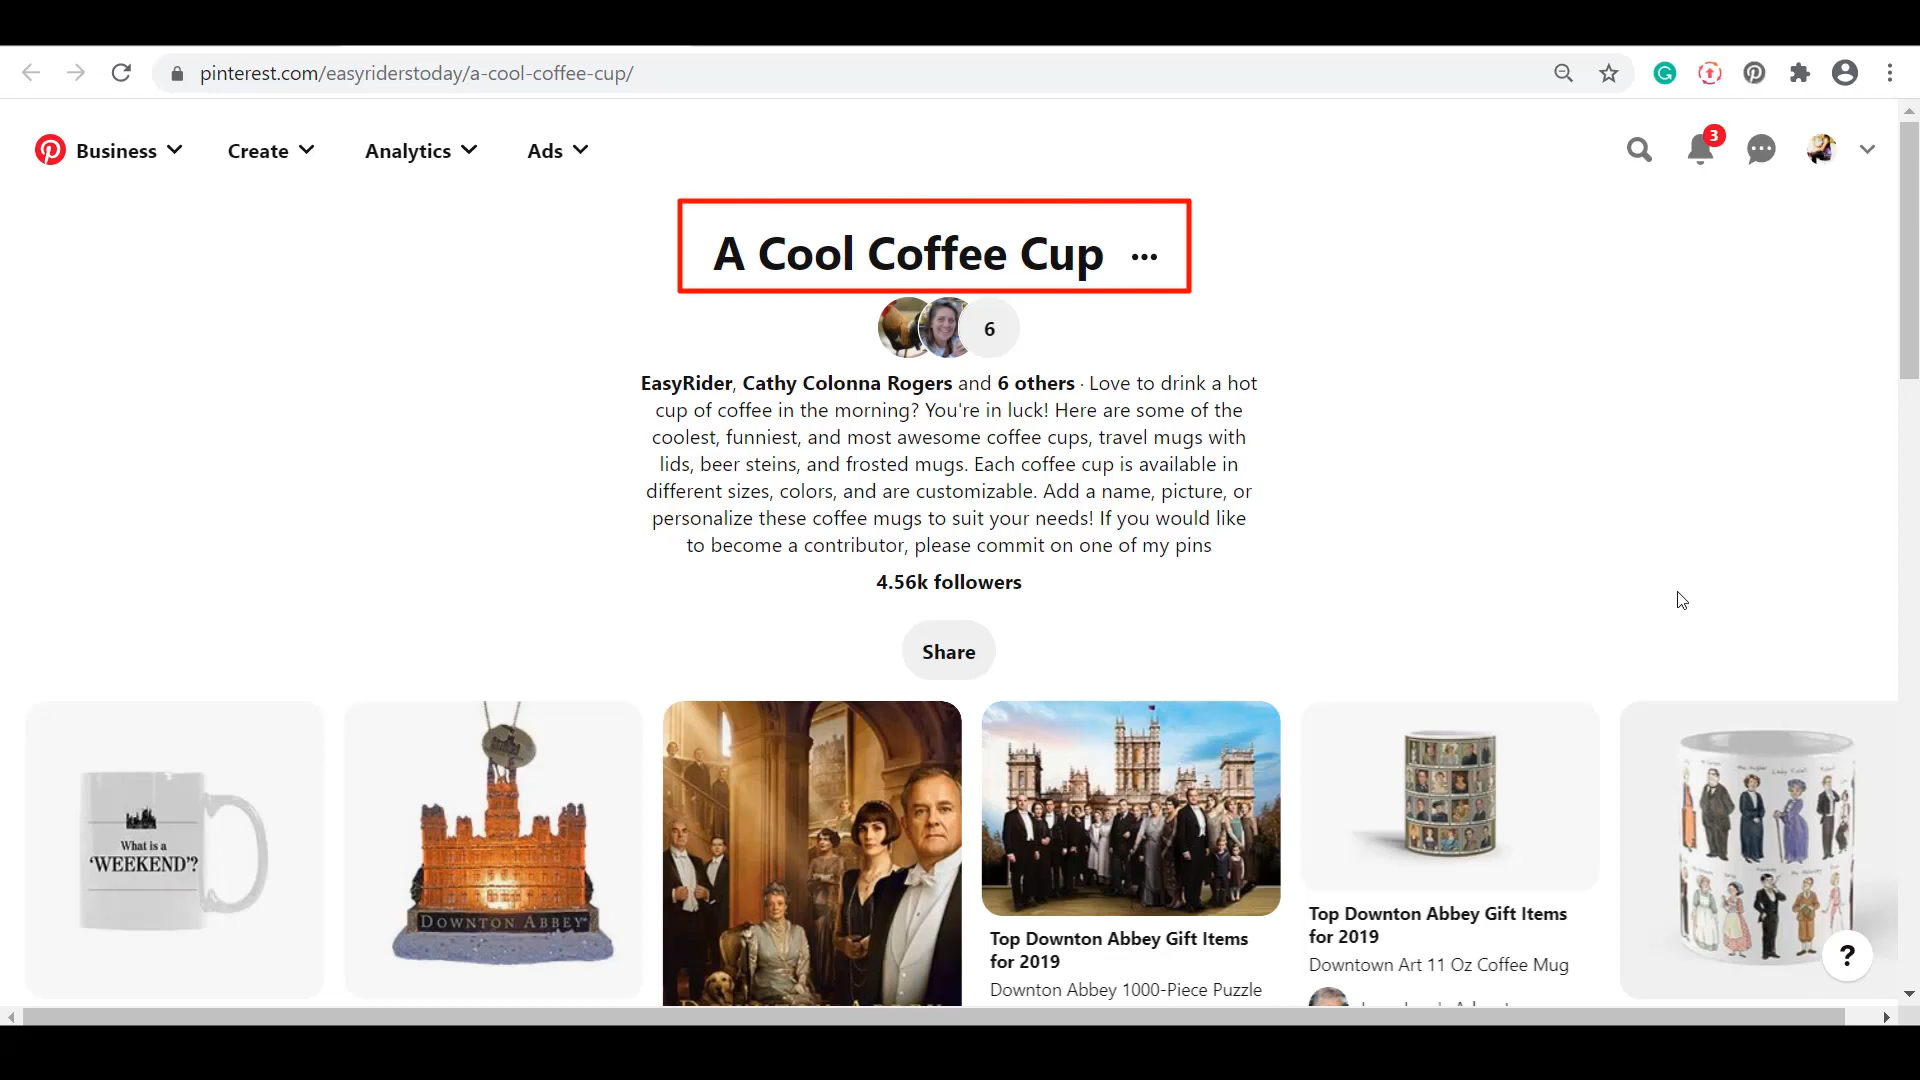 pinterest.com/easyriderstoday/a-cool-coffee-cup/
Business
Create
Analytics
Ads
3
A Cool Coffee Cup ...
6
EasyRider, Cathy Colonna Rogers and 6 others · Love to drink a hot
cup of coffee in the morning? You're in luck! Here are some of the
coolest, funniest, and most awesome coffee cups, travel mugs with
lids, beer steins, and frosted mugs. Each coffee cup is available in
different sizes, colors, and are customizable. Add a name, picture, or
personalize these coffee mugs to suit your needs! If you would like
to become a contributor, please commit on one of my pins
4.56k followers
Share
What is a
'WEEKEND'?
DOWNTON ABBEY
DOWNTON ABBEY
Top Downton Abbey Gift Items
for 2019
Downton Abbey 1000-Piece Puzzle
Top Downton Abbey Gift Items
for 2019
Downtown Art 11 Oz Coffee Mug
?